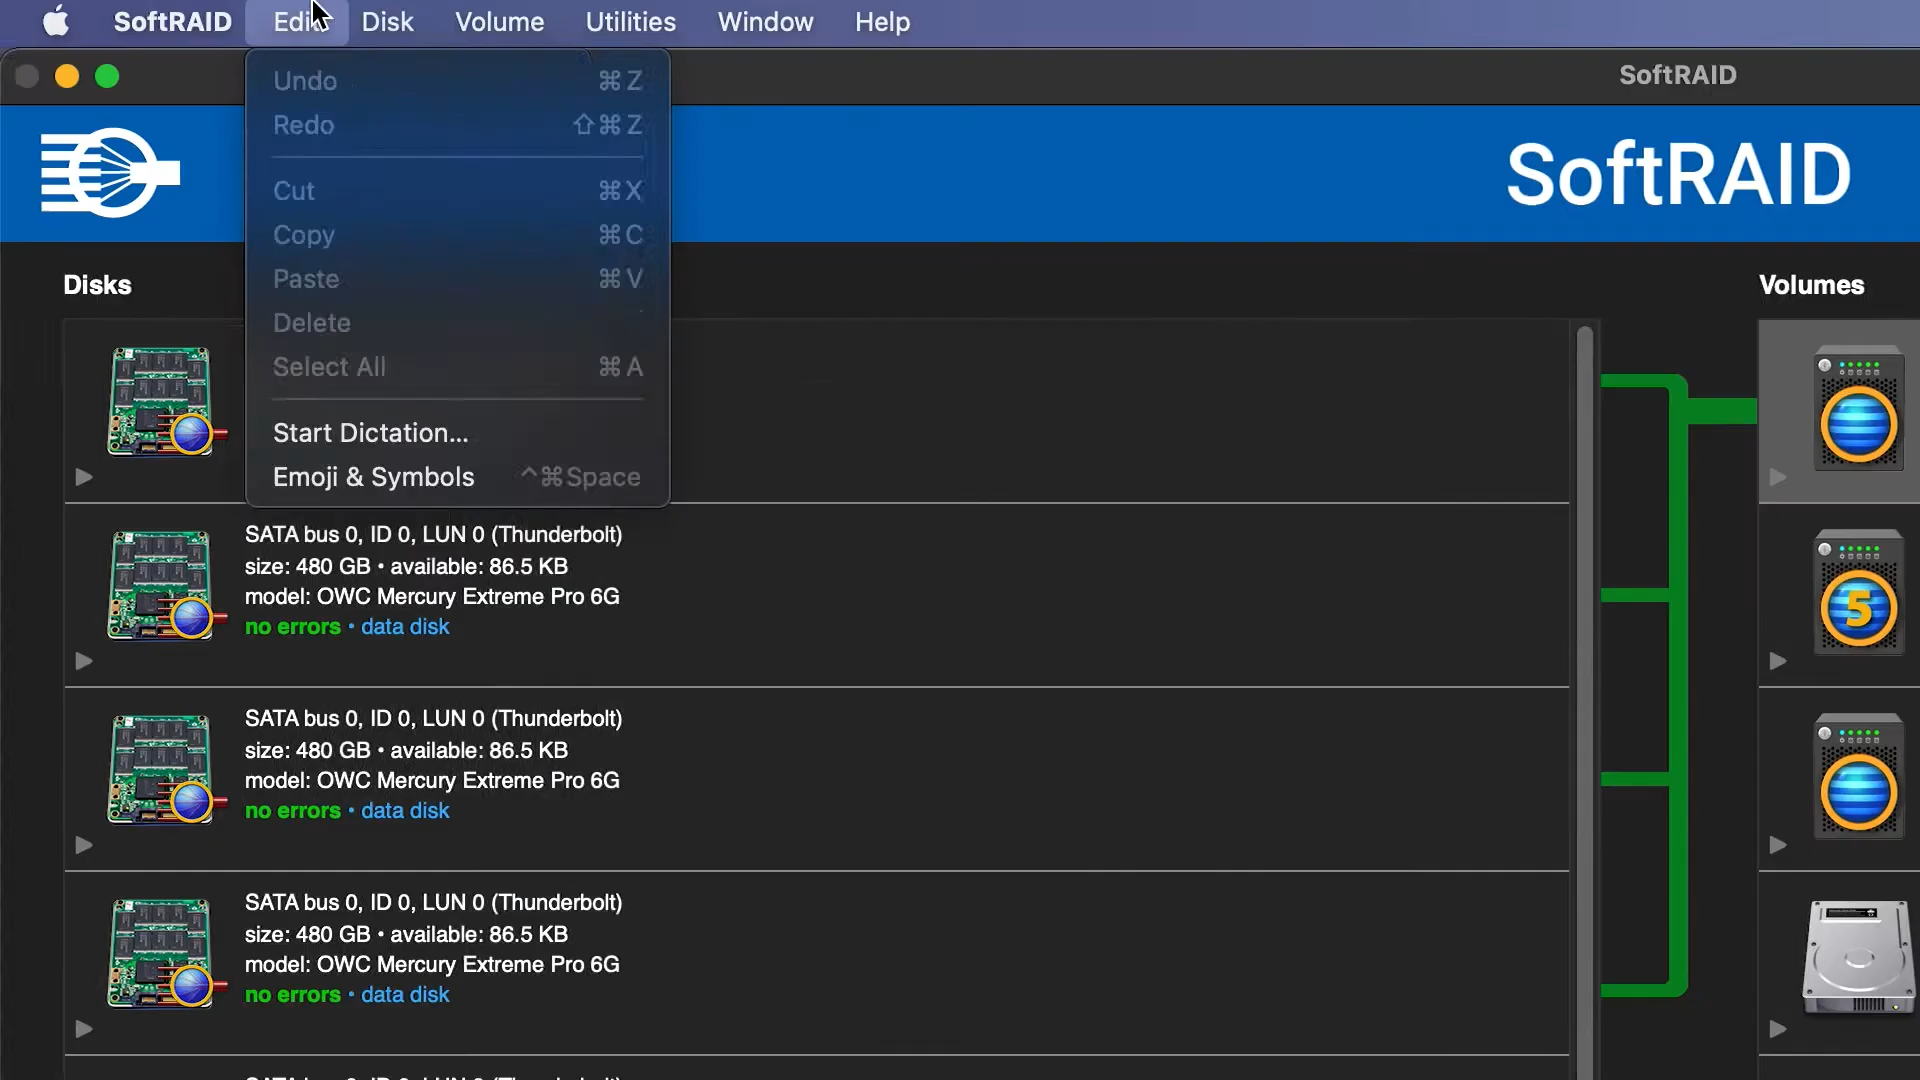 SoftRAID Edit Disk Volume Utilities Window Help
SoftRAID
Undo ⌘Z
Redo ⇧⌘Z
Cut ⌘X
Copy ⌘C
Paste ⌘V
Delete
Select All ⌘A
Start Dictation...
Emoji & Symbols ^⌘Space
SoftRAID
Disks
SATA bus 0, ID 0, LUN 0 (Thunderbolt)
size: 480 GB • available: 86.5 KB
model: OWC Mercury Extreme Pro 6G
no errors • data disk
SATA bus 0, ID 0, LUN 0 (Thunderbolt)
size: 480 GB • available: 86.5 KB
model: OWC Mercury Extreme Pro 6G
no errors • data disk
SATA bus 0, ID 0, LUN 0 (Thunderbolt)
size: 480 GB • available: 86.5 KB
model: OWC Mercury Extreme Pro 6G
no errors • data disk
Volumes
5